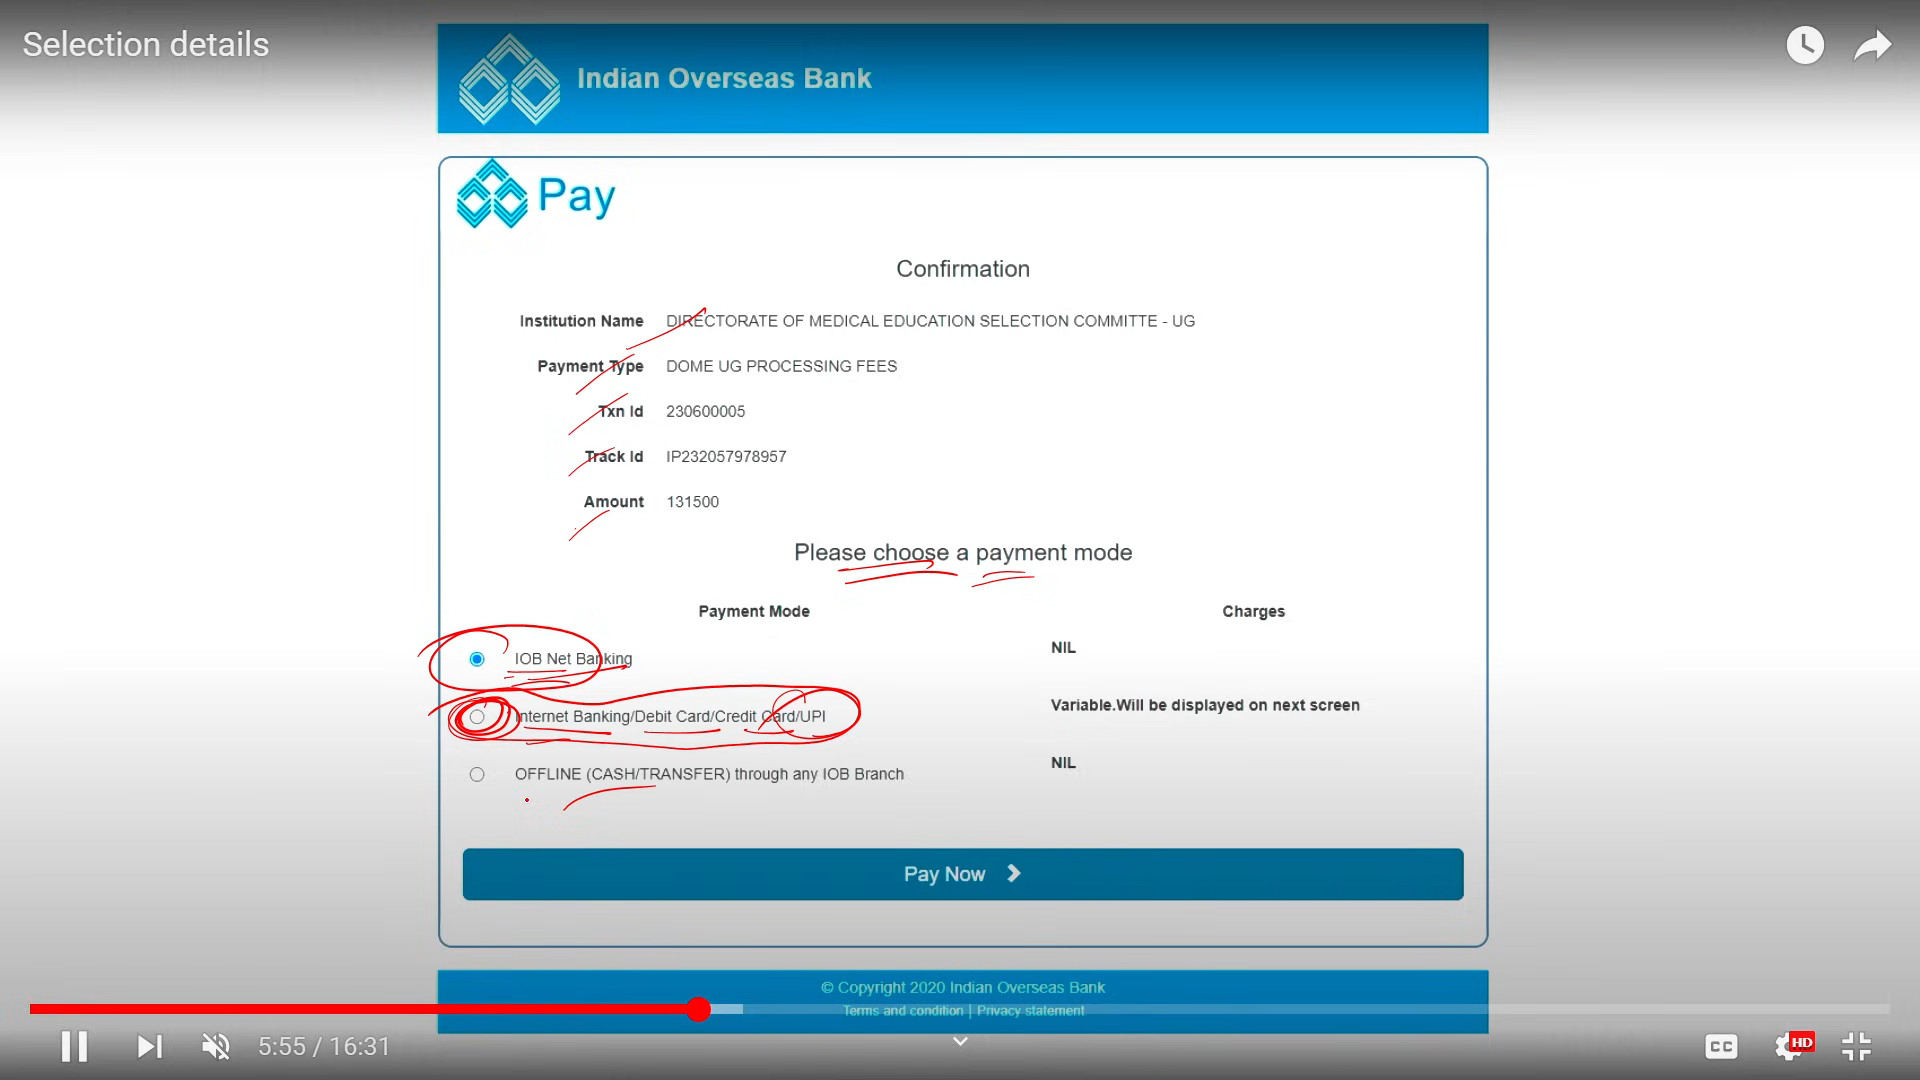 Selection details
Indian Overseas Bank
Pay
Confirmation
Institution Name DIRECTORATE OF MEDICAL EDUCATION SELECTION COMMITTE - UG
Payment Type DOME UG PROCESSING FEES
Txn Id 230600005
Track Id IP232057978957
Amount 131500
Please choose a payment mode
Payment Mode Charges
IOB Net Banking NIL
Internet Banking/Debit Card/Credit Card/UPI Variable.Will be displayed on next screen
OFFLINE (CASH/TRANSFER) through any IOB Branch NIL
Pay Now
© Copyright 2020 Indian Overseas Bank
Terms and condition | Privacy statement
5:55 / 16:31
CC
HD